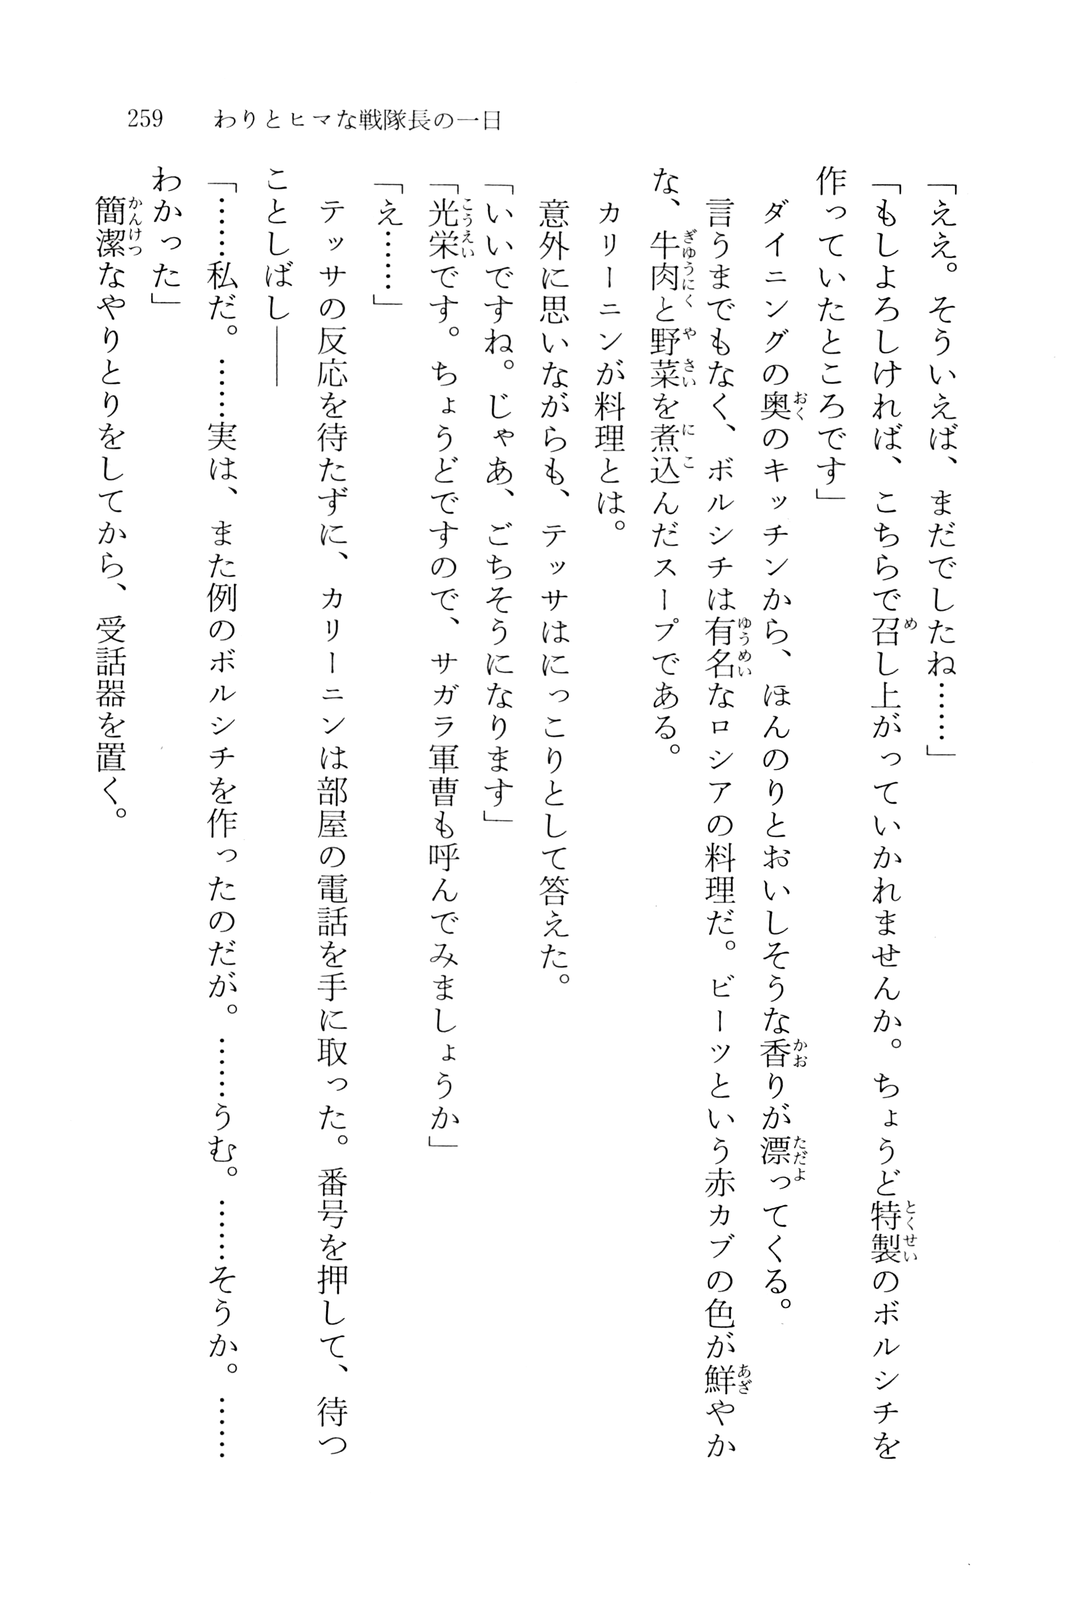 259　わりとヒマな戦隊長の一日
「ええ。そういえば、まだでしたね……」
「もしよろしければ、こちらで召し上がっていかれませんか。ちょうど特製のボルシチを
作っていたところです」
　ダイニングの奥のキッチンから、ほんのりとおいしそうな香りが漂ってくる。
　言うまでもなく、ボルシチは有名なロシアの料理だ。ビーツという赤カブの色が鮮やか
な、牛肉と野菜を煮込んだスープである。
　カリーニンが料理とは。
　意外に思いながらも、テッサはにっこりとして答えた。
「いいですね。じゃあ、ごちそうになります」
「光栄です。ちょうどですので、サガラ軍曹も呼んでみましょうか」
「え……」
　テッサの反応を待たずに、カリーニンは部屋の電話を手に取った。番号を押して、待つ
ことしばし――
「……私だ。……実は、また例のボルシチを作ったのだが。……うむ。……そうか。……
わかった」
　簡潔なやりとりをしてから、受話器を置く。